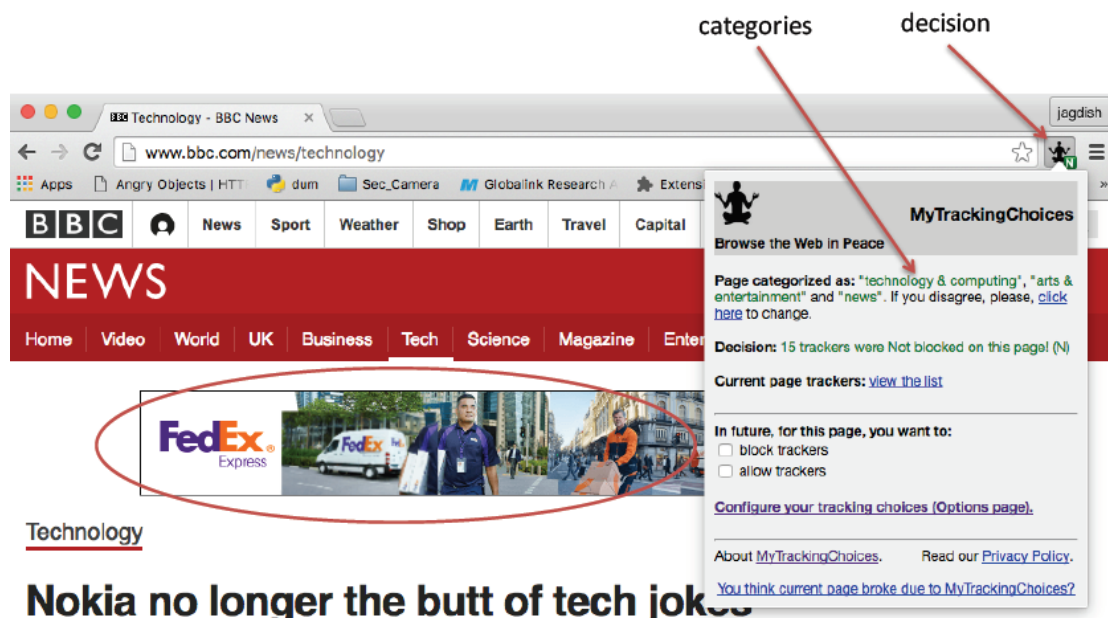 categories
decision
Technology - BBC News
jagdish
www.bbc.com/news/technology
N
Apps Angry Objects | HTT dum Sec_Camera Globalink Research A Extensi »
BBC News Sport Weather Shop Earth Travel Capital
MyTrackingChoices
Browse the Web in Peace
NEWS
Home Video World UK Business Tech Science Magazine Enter
Page categorized as: "technology & computing", "arts &
entertainment" and "news". If you disagree, please, click
here to change.
Decision: 15 trackers were Not blocked on this page! (N)
Current page trackers: view the list
In future, for this page, you want to:
block trackers
allow trackers
Configure your tracking choices (Options page).
About MyTrackingChoices. Read our Privacy Policy.
You think current page broke due to MyTrackingChoices?
FedEx
Express
FedEx
Technology
Nokia no longer the butt of tech jokes